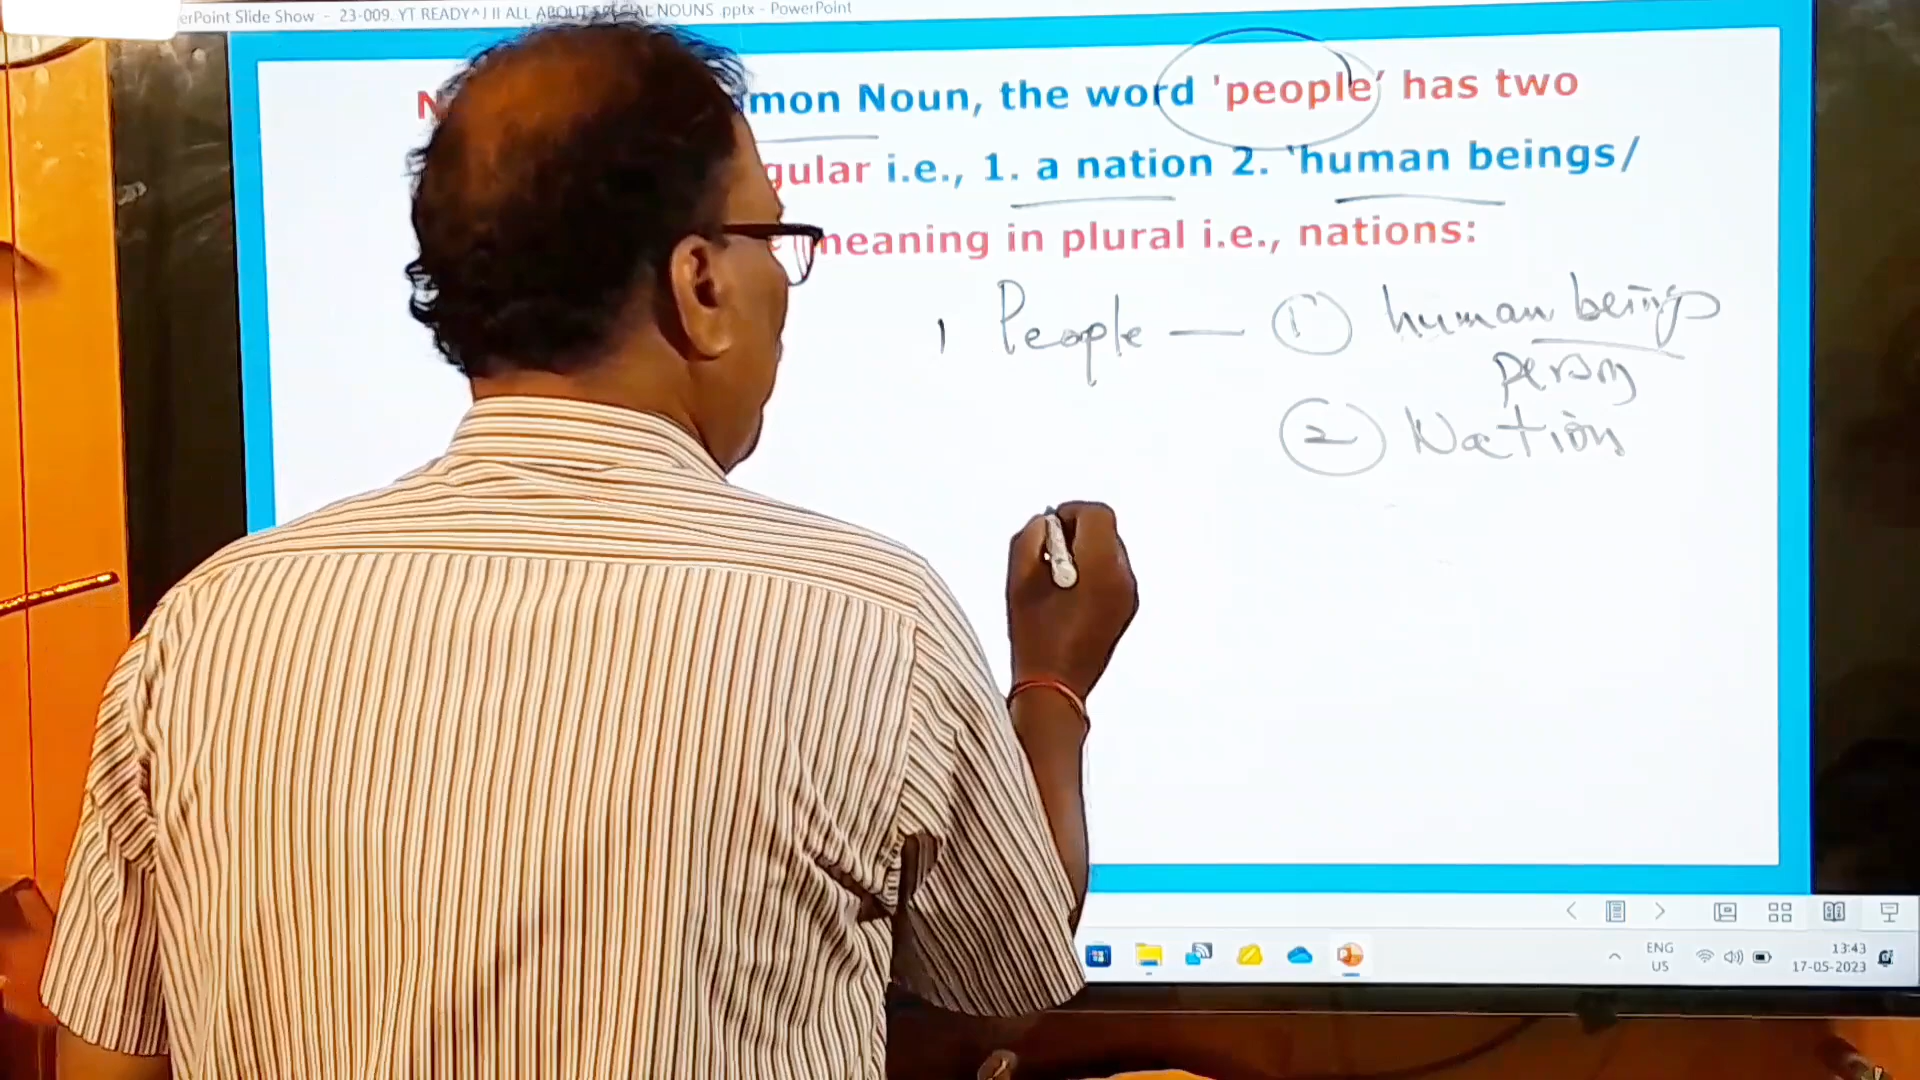 erPoint Slide Show - 23-009. YT READY^J II ALL ABOUT SPECIAL NOUNS .pptx - PowerPoint
mon Noun, the word 'people' has two
gular i.e., 1. a nation 2. 'human beings/
meaning in plural i.e., nations:
1 People — 1 human beings
person
2 Nation
ENG
US
13:43
17-05-2023